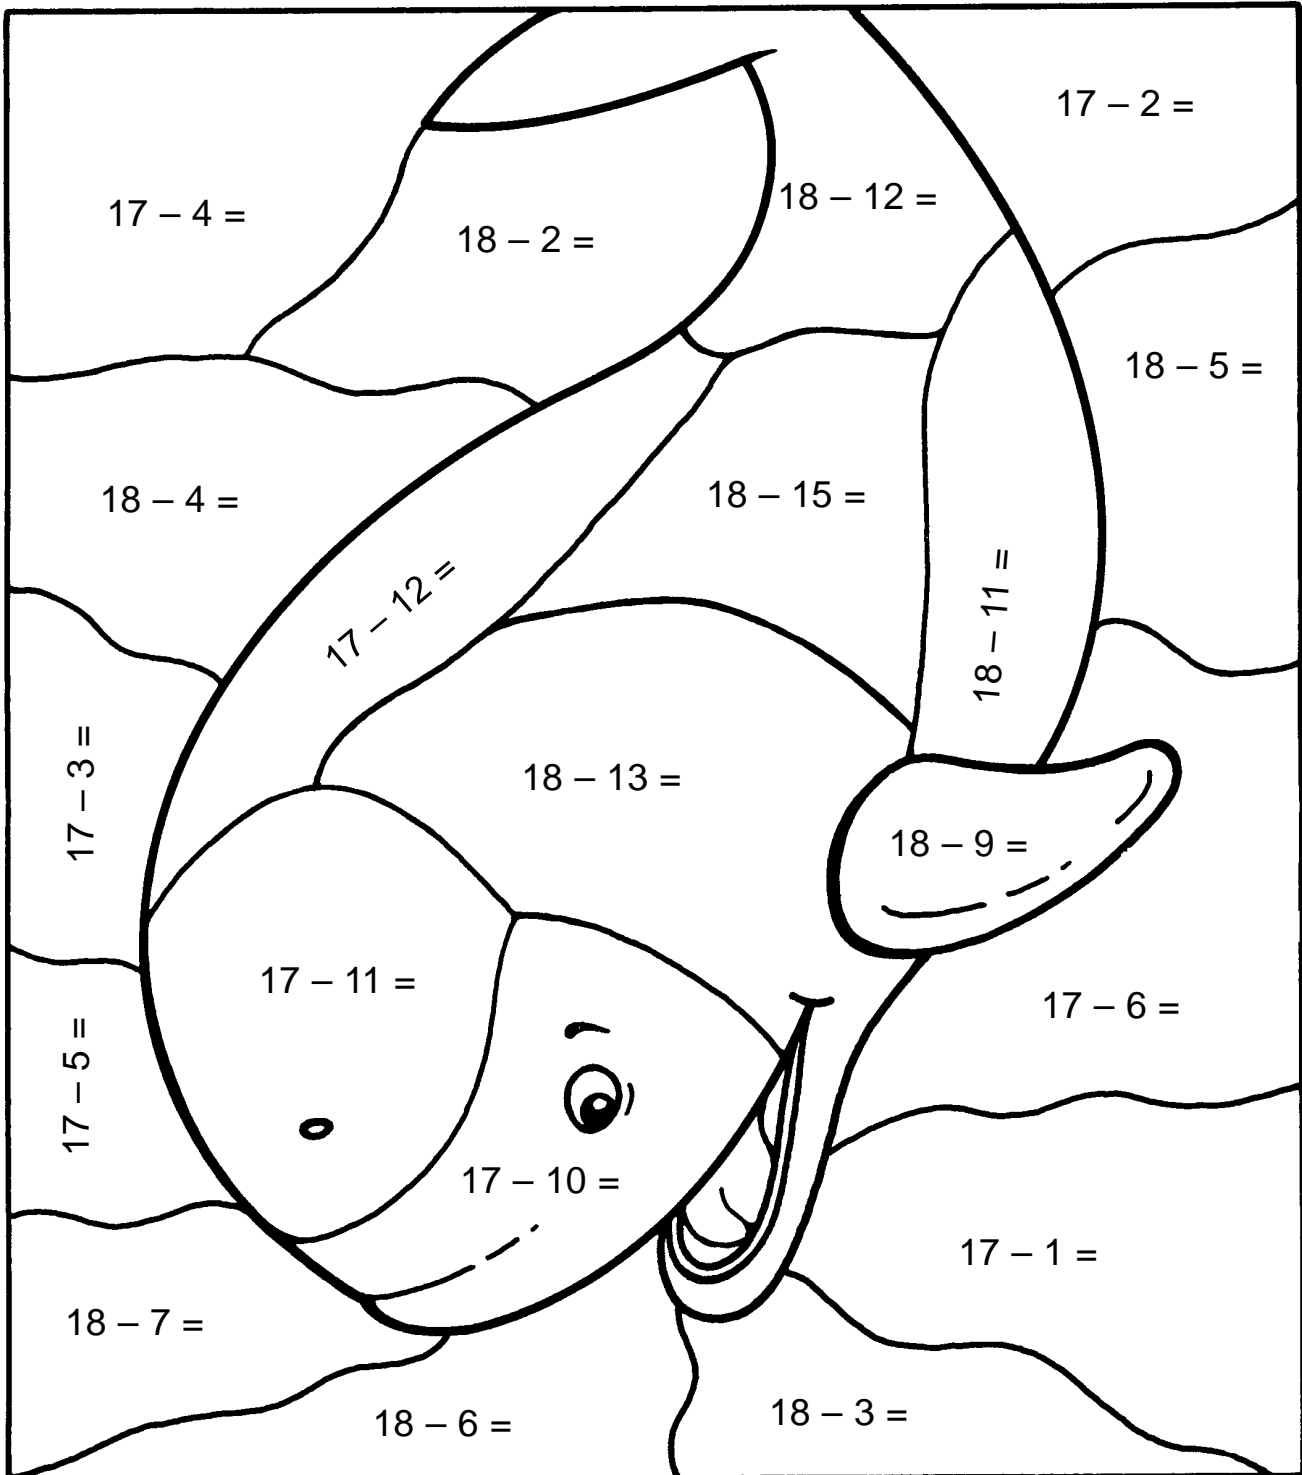 17 – 2 =
17 – 4 =
18 – 12 =
18 – 2 =
18 – 5 =
18 – 4 =
18 – 15 =
17 – 12 =
18 – 11 =
17 – 3 =
18 – 13 =
18 – 9 =
17 – 11 =
17 – 6 =
17 – 5 =
17 – 10 =
17 – 1 =
18 – 7 =
18 – 6 =
18 – 3 =